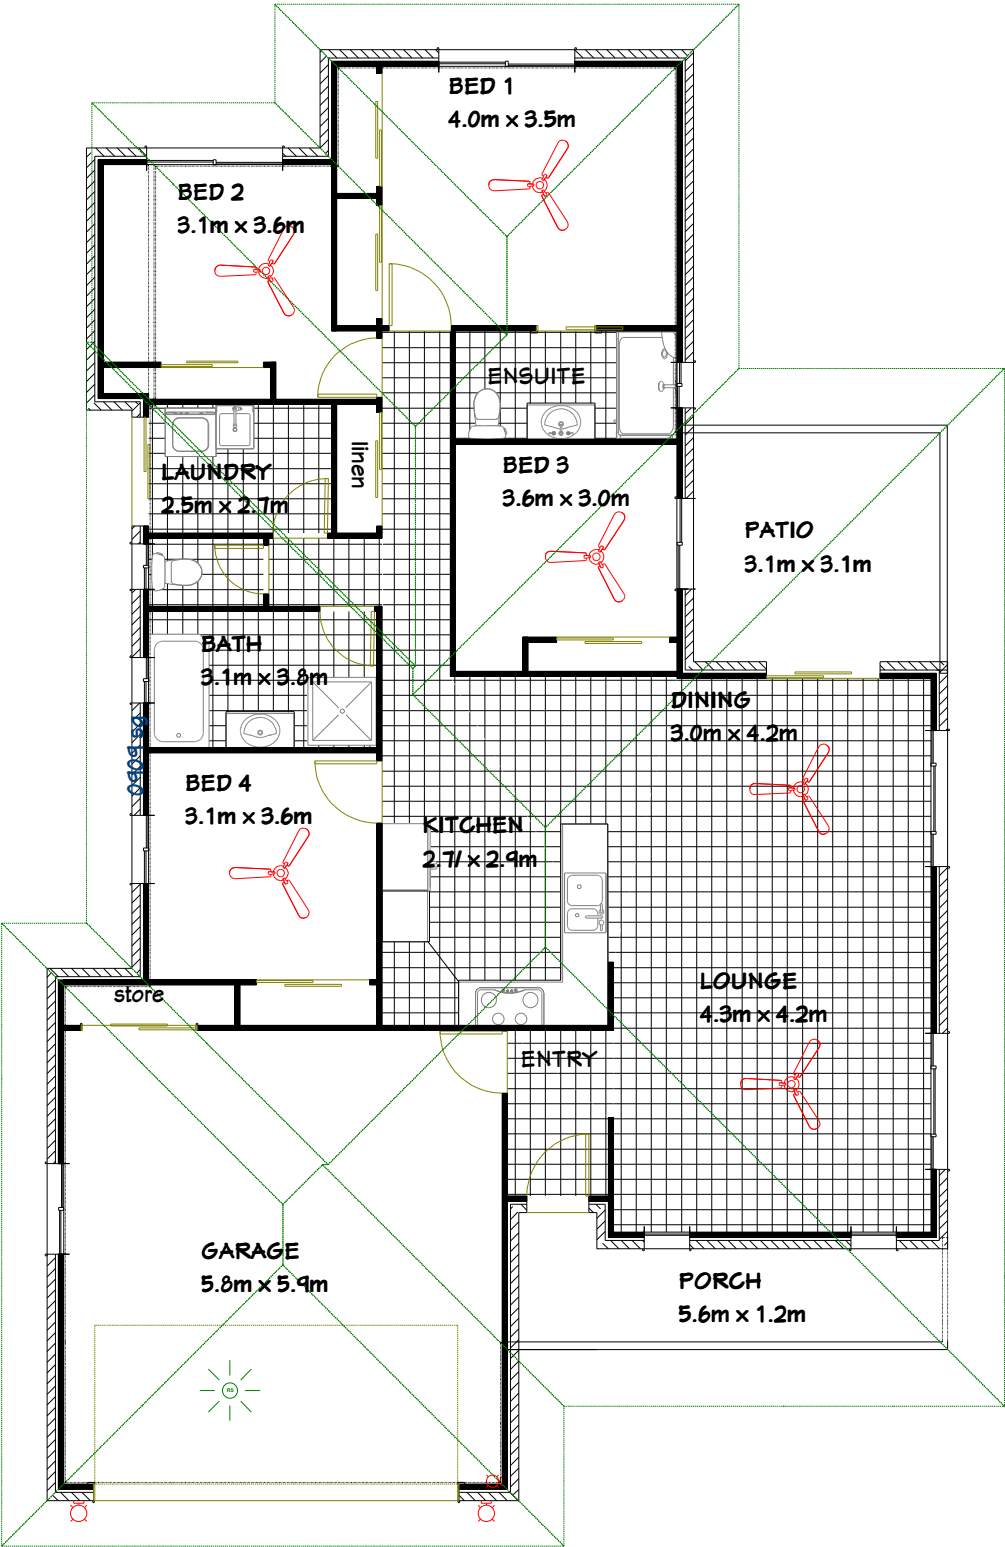 BED 1
4.0m x 3.5m
BED 2
3.1m x 3.6m
ENSUITE
linen
LAUNDRY
2.5m x 2.7m
BED 3
3.6m x 3.0m
PATIO
3.1m x 3.1m
BATH
3.1m x 3.8m
DINING
3.0m x 4.2m
0909 sg
BED 4
3.1m x 3.6m
KITCHEN
2.7/ x 2.9m
LOUNGE
4.3m x 4.2m
store
ENTRY
GARAGE
5.8m x 5.9m
PORCH
5.6m x 1.2m
RS